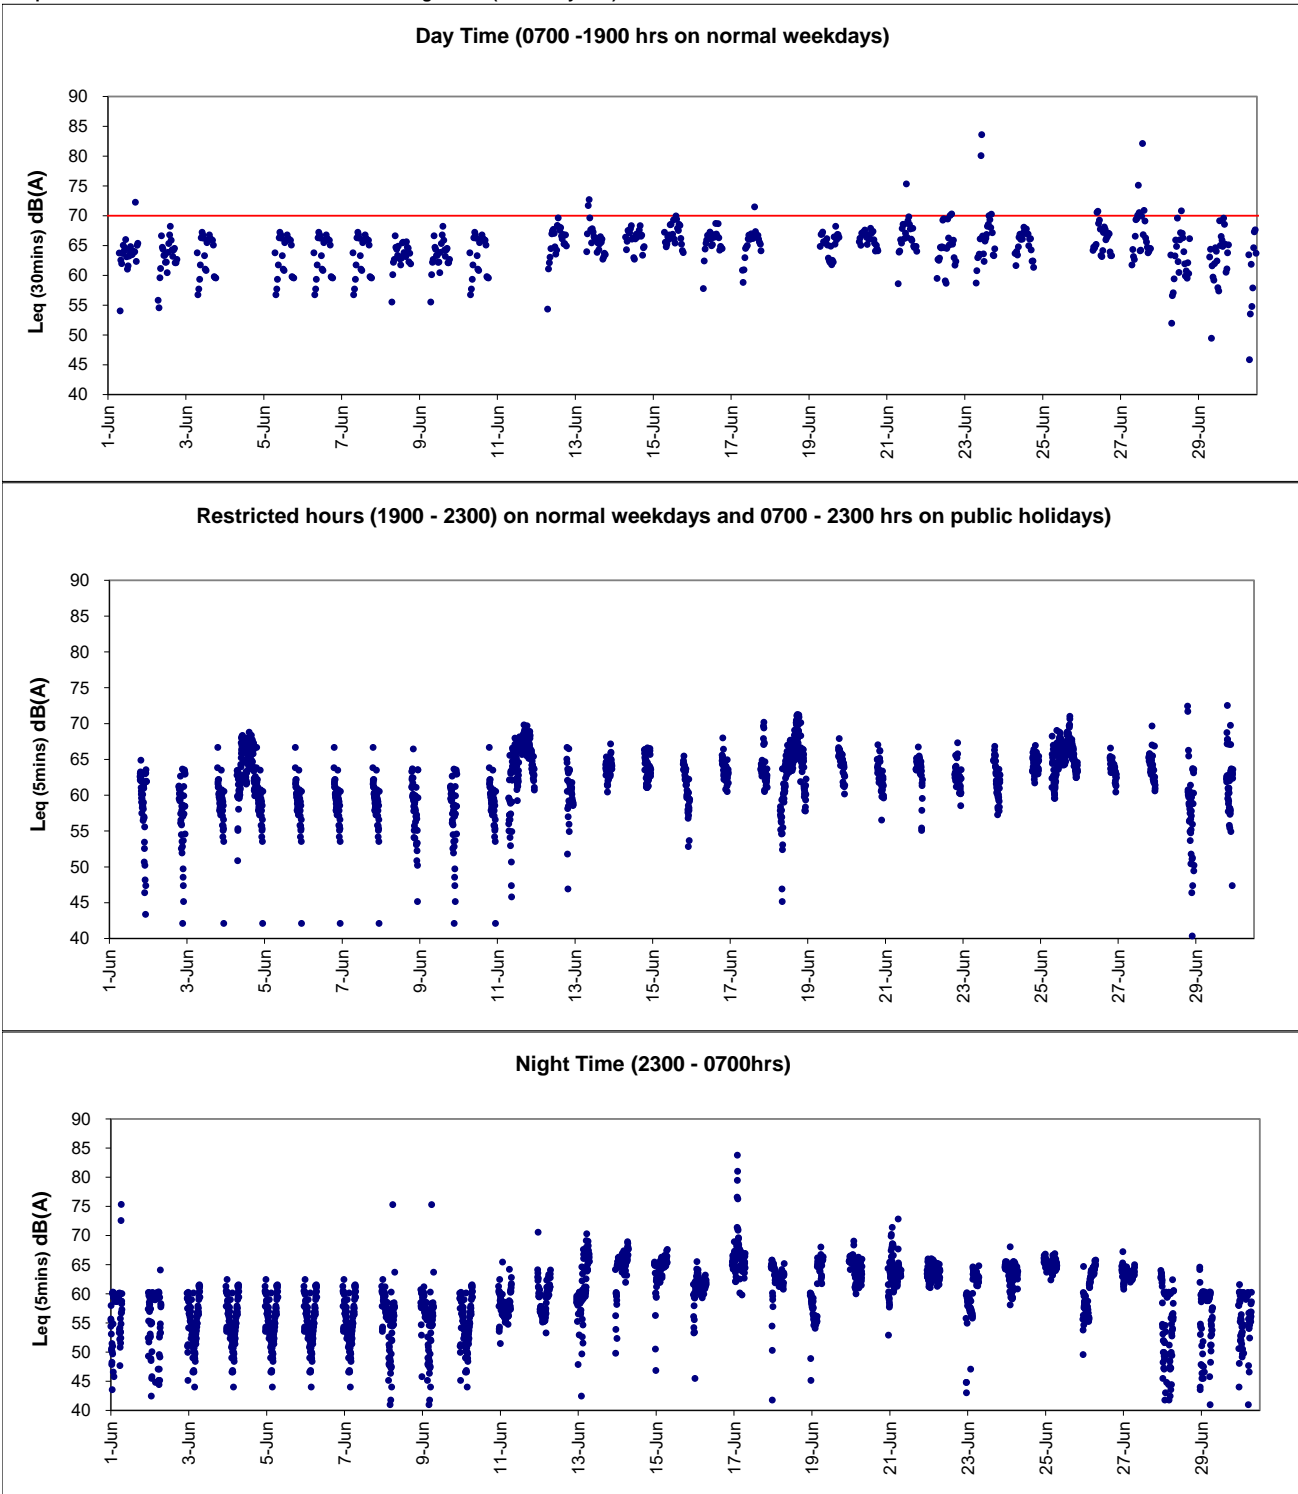 Day Time (0700 -1900 hrs on normal weekdays)
Leq (30mins) dB(A)
90
85
80
75
70
65
60
55
50
45
40
1-Jun
3-Jun
5-Jun
7-Jun
9-Jun
11-Jun
13-Jun
15-Jun
17-Jun
19-Jun
21-Jun
23-Jun
25-Jun
27-Jun
29-Jun
Restricted hours (1900 - 2300) on normal weekdays and 0700 - 2300 hrs on public holidays)
Leq (5mins) dB(A)
90
85
80
75
70
65
60
55
50
45
40
1-Jun
3-Jun
5-Jun
7-Jun
9-Jun
11-Jun
13-Jun
15-Jun
17-Jun
19-Jun
21-Jun
23-Jun
25-Jun
27-Jun
29-Jun
Night Time (2300 - 0700hrs)
Leq (5mins) dB(A)
90
85
80
75
70
65
60
55
50
45
40
1-Jun
3-Jun
5-Jun
7-Jun
9-Jun
11-Jun
13-Jun
15-Jun
17-Jun
19-Jun
21-Jun
23-Jun
25-Jun
27-Jun
29-Jun